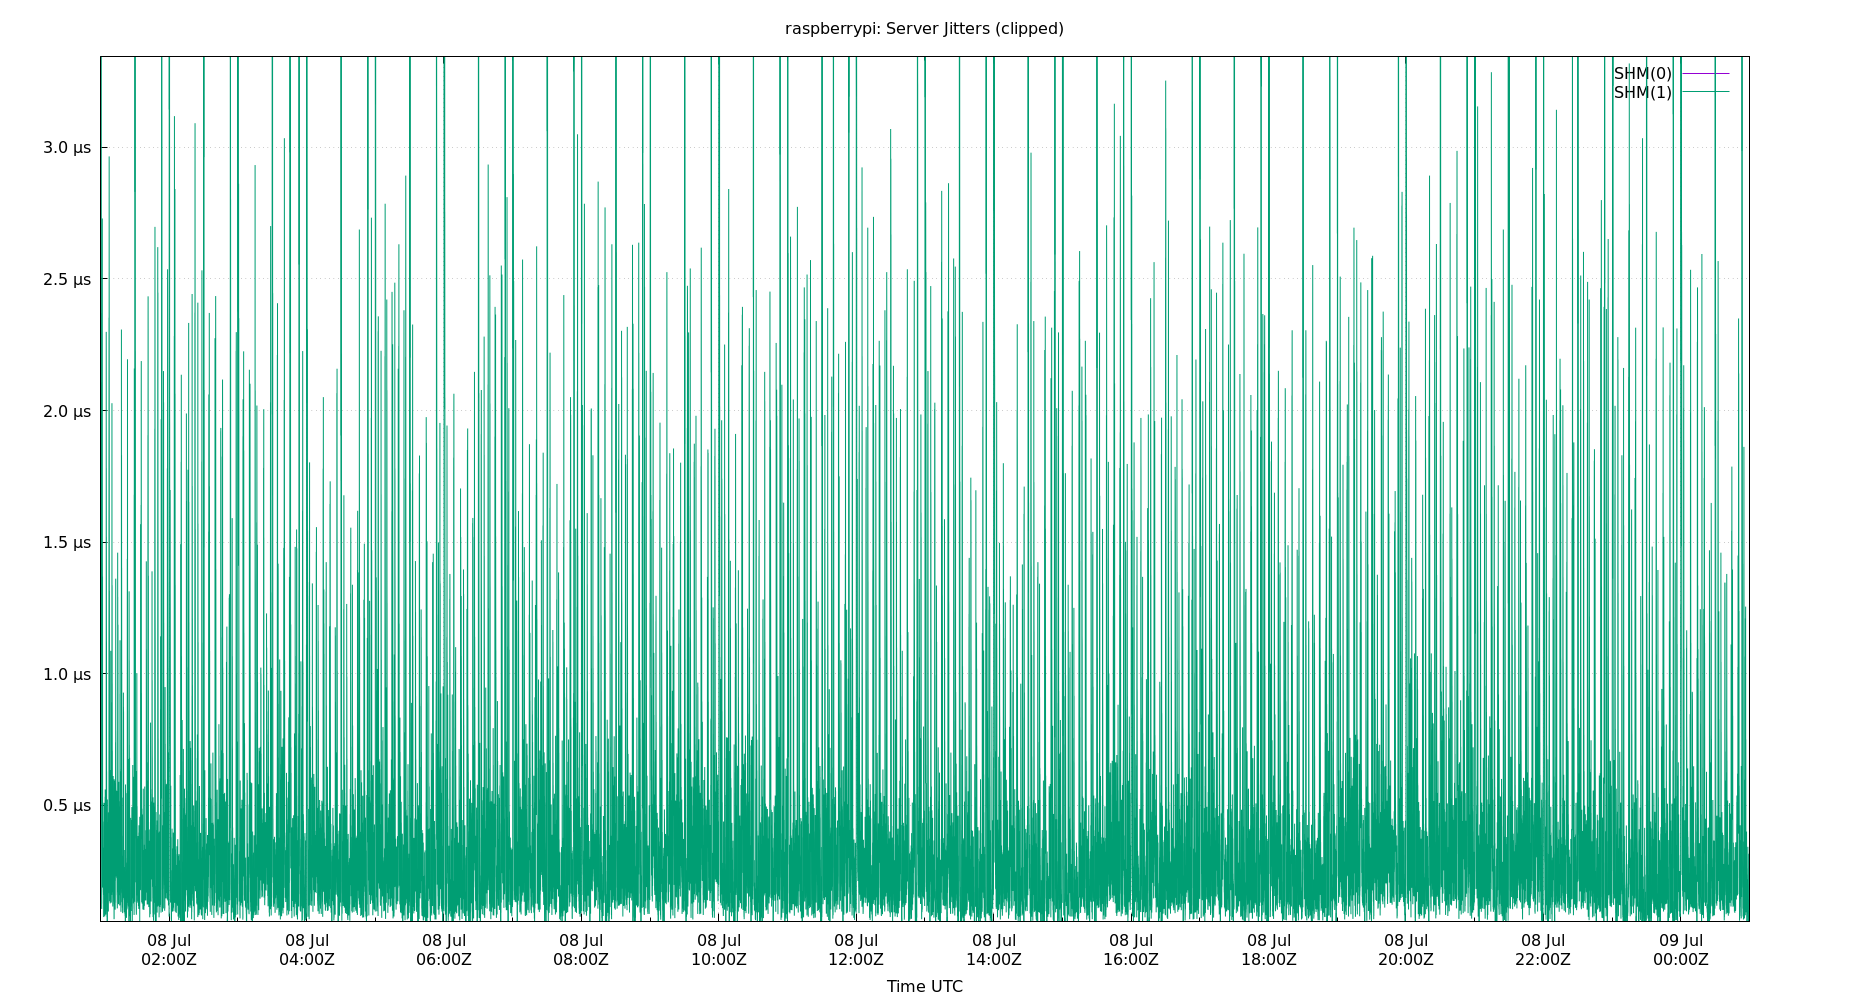 raspberrypi: Server Jitters (clipped)
SHM(0)
SHM(1)
3.0 µs
2.5 µs
2.0 µs
1.5 µs
1.0 µs
0.5 µs
08 Jul 08 Jul 08 Jul 08 Jul 08 Jul 08 Jul 08 Jul 08 Jul 08 Jul 08 Jul 08 Jul 09 Jul
02:00Z 04:00Z 06:00Z 08:00Z 10:00Z 12:00Z 14:00Z 16:00Z 18:00Z 20:00Z 22:00Z 00:00Z
Time UTC